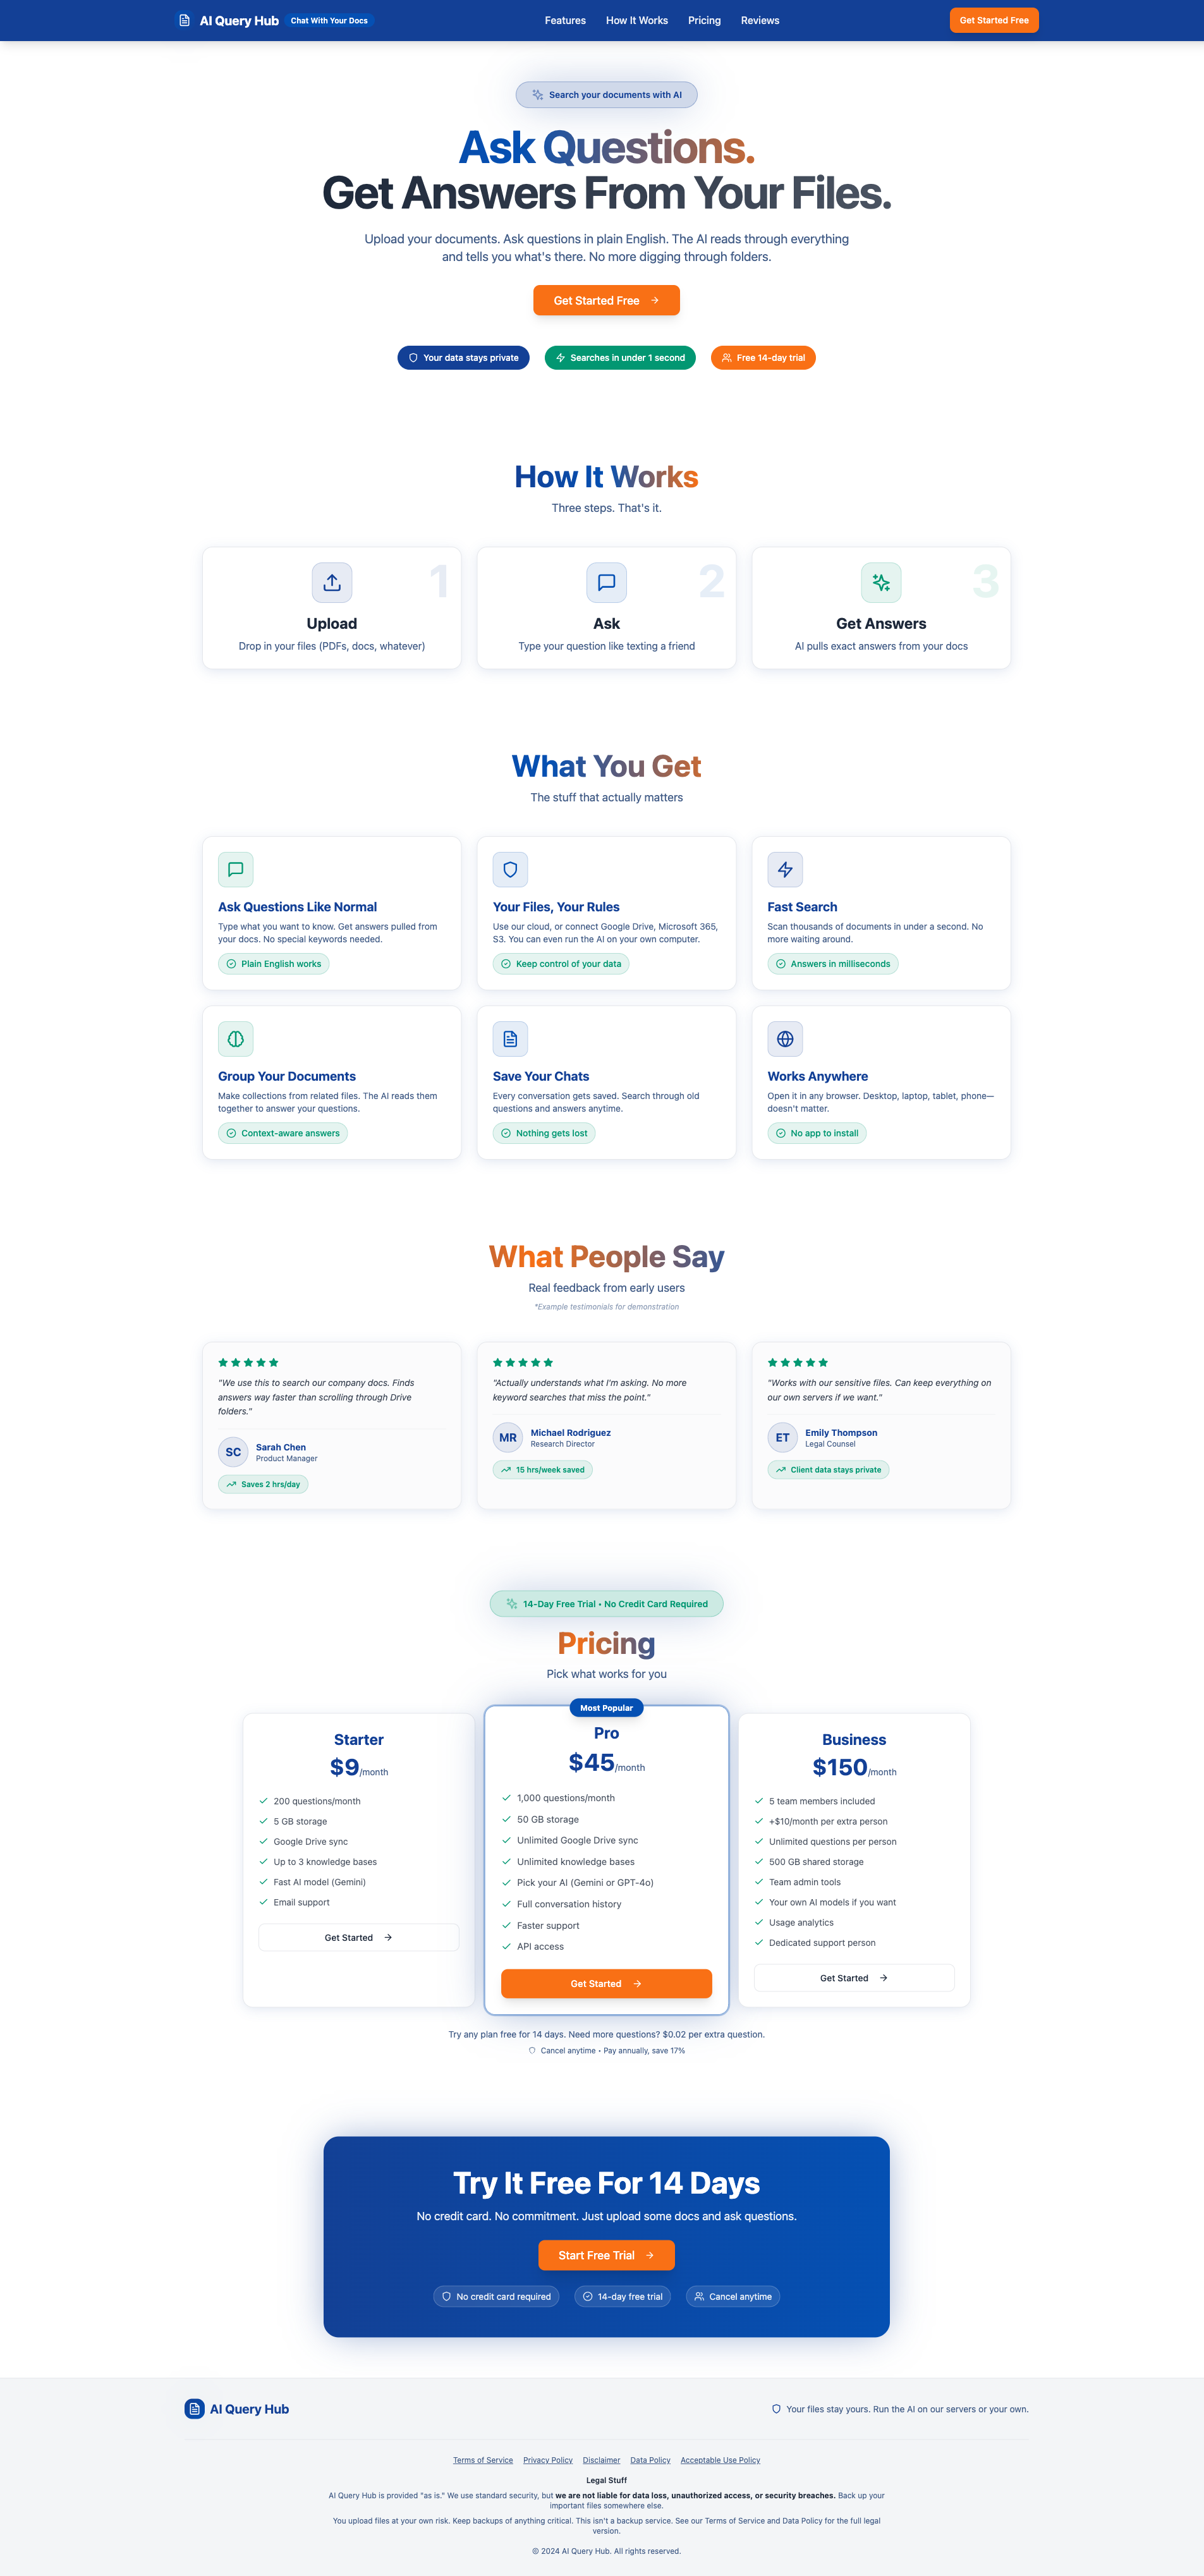 AI Query Hub
Chat With Your Docs
Features
How It Works
Pricing
Reviews
Get Started Free
Search your documents with AI
Ask Questions.
Get Answers From Your Files.
Upload your documents. Ask questions in plain English. The AI reads through everything
and tells you what's there. No more digging through folders.
Get Started Free
Your data stays private
Searches in under 1 second
Free 14-day trial
How It Works
Three steps. That's it.
1
Upload
Drop in your files (PDFs, docs, whatever)
2
Ask
Type your question like texting a friend
3
Get Answers
AI pulls exact answers from your docs
What You Get
The stuff that actually matters
Ask Questions Like Normal
Type what you want to know. Get answers pulled from
your docs. No special keywords needed.
Plain English works
Your Files, Your Rules
Use our cloud, or connect Google Drive, Microsoft 365,
S3. You can even run the AI on your own computer.
Keep control of your data
Fast Search
Scan thousands of documents in under a second. No
more waiting around.
Answers in milliseconds
Group Your Documents
Make collections from related files. The AI reads them
together to answer your questions.
Context-aware answers
Save Your Chats
Every conversation gets saved. Search through old
questions and answers anytime.
Nothing gets lost
Works Anywhere
Open it in any browser. Desktop, laptop, tablet, phone—
doesn't matter.
No app to install
What People Say
Real feedback from early users
*Example testimonials for demonstration
"We use this to search our company docs. Finds
answers way faster than scrolling through Drive
folders."
SC
Sarah Chen
Product Manager
Saves 2 hrs/day
"Actually understands what I'm asking. No more
keyword searches that miss the point."
MR
Michael Rodriguez
Research Director
15 hrs/week saved
"Works with our sensitive files. Can keep everything on
our own servers if we want."
ET
Emily Thompson
Legal Counsel
Client data stays private
14-Day Free Trial • No Credit Card Required
Pricing
Pick what works for you
Starter
$9/month
200 questions/month
5 GB storage
Google Drive sync
Up to 3 knowledge bases
Fast AI model (Gemini)
Email support
Get Started
Most Popular
Pro
$45/month
1,000 questions/month
50 GB storage
Unlimited Google Drive sync
Unlimited knowledge bases
Pick your AI (Gemini or GPT-4o)
Full conversation history
Faster support
API access
Get Started
Business
$150/month
5 team members included
+$10/month per extra person
Unlimited questions per person
500 GB shared storage
Team admin tools
Your own AI models if you want
Usage analytics
Dedicated support person
Get Started
Try any plan free for 14 days. Need more questions? $0.02 per extra question.
Cancel anytime • Pay annually, save 17%
Try It Free For 14 Days
No credit card. No commitment. Just upload some docs and ask questions.
Start Free Trial
No credit card required
14-day free trial
Cancel anytime
AI Query Hub
Your files stay yours. Run the AI on our servers or your own.
Terms of Service
Privacy Policy
Disclaimer
Data Policy
Acceptable Use Policy
Legal Stuff
AI Query Hub is provided "as is." We use standard security, but we are not liable for data loss, unauthorized access, or security breaches. Back up your
important files somewhere else.
You upload files at your own risk. Keep backups of anything critical. This isn't a backup service. See our Terms of Service and Data Policy for the full legal
version.
© 2024 AI Query Hub. All rights reserved.